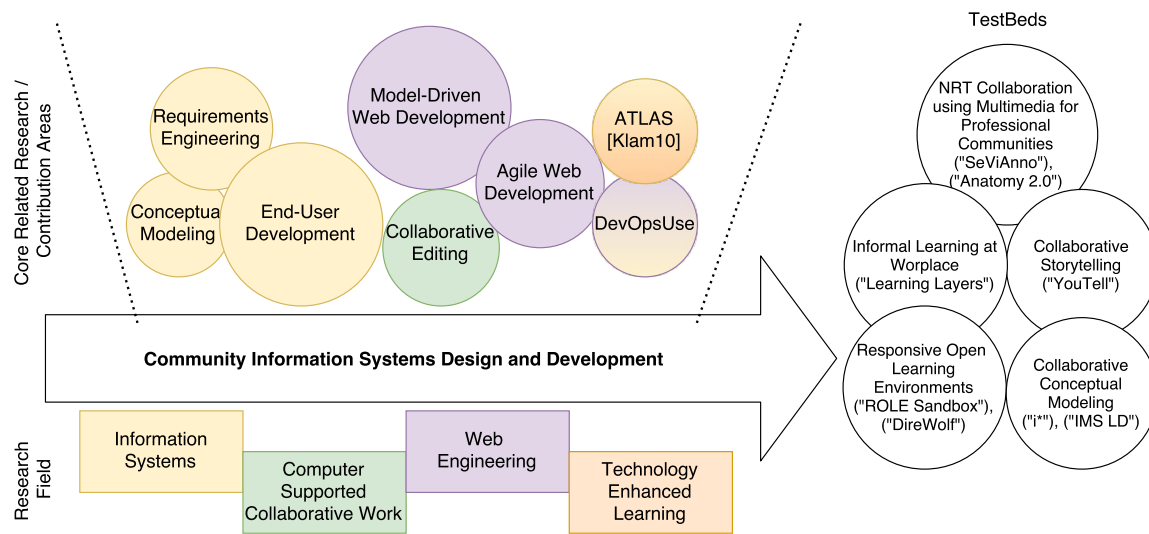 TestBeds
Core Related Research /
Contribution Areas
Requirements
Engineering
Conceptua
Modeling
End-User
Development
Model-Driven
Web Development
Collaborative
Editing
Agile Web
Development
ATLAS
[Klam10]
DevOpsUse
NRT Collaboration
using Multimedia for
Professional
Communities
("SeViAnno"),
("Anatomy 2.0")
Informal Learning at
Worplace
("Learning Layers")
Collaborative
Storytelling
("YouTell")
Responsive Open
Learning
Environments
("ROLE Sandbox"),
("DireWolf")
Collaborative
Conceptual
Modeling
("i*"), ("IMS LD")
Community Information Systems Design and Development
Research
Field
Information
Systems
Computer
Supported
Collaborative Work
Web
Engineering
Technology
Enhanced
Learning